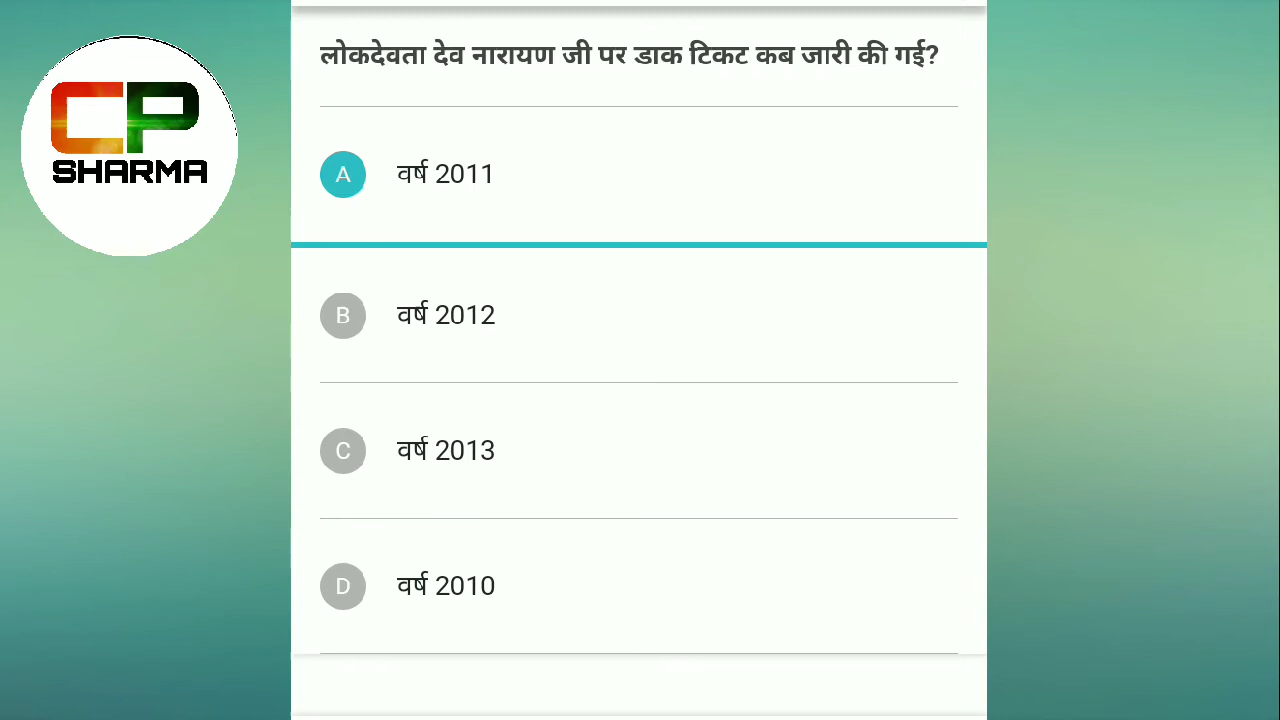 CP
SHARMA
लोकदेवता देव नारायण जी पर डाक टिकट कब जारी की गई?
A वर्ष 2011
B वर्ष 2012
C वर्ष 2013
D वर्ष 2010